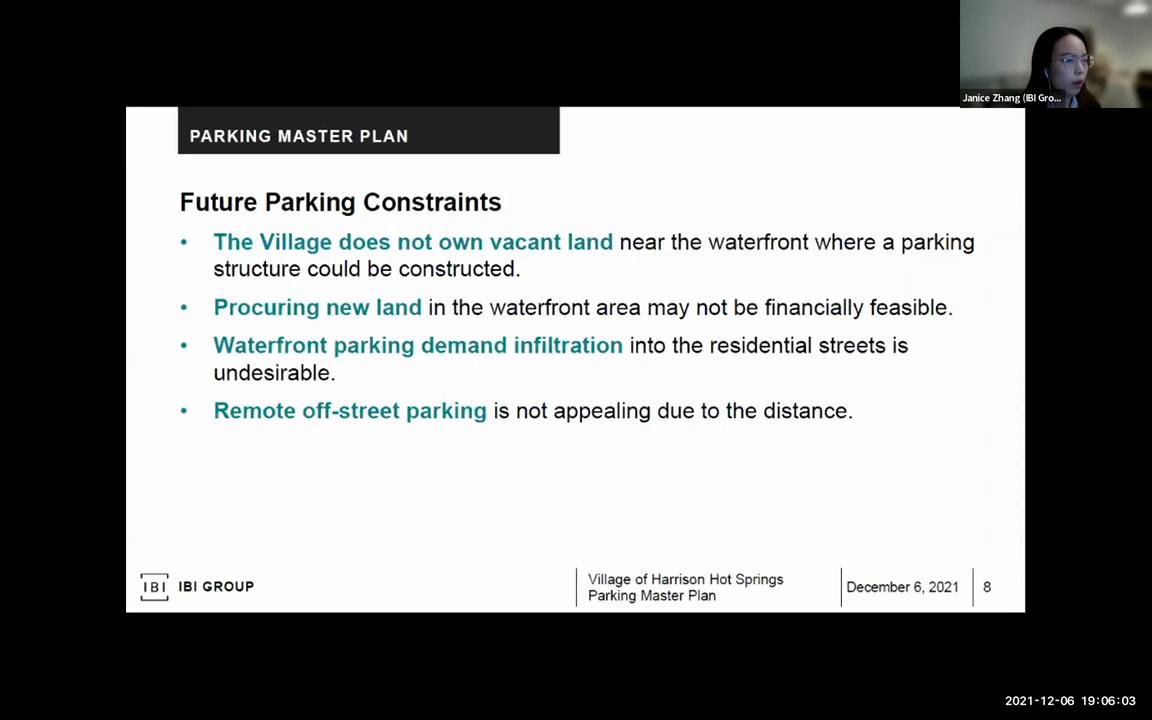 Janice Zhang (IBI Gro...
PARKING MASTER PLAN
Future Parking Constraints
• The Village does not own vacant land near the waterfront where a parking
structure could be constructed.
• Procuring new land in the waterfront area may not be financially feasible.
• Waterfront parking demand infiltration into the residential streets is
undesirable.
• Remote off-street parking is not appealing due to the distance.
IBI IBI GROUP
Village of Harrison Hot Springs
Parking Master Plan
December 6, 2021
8
2021-12-06 19:06:03